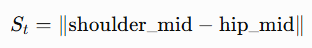 S_t = ‖shoulder_mid − hip_mid‖